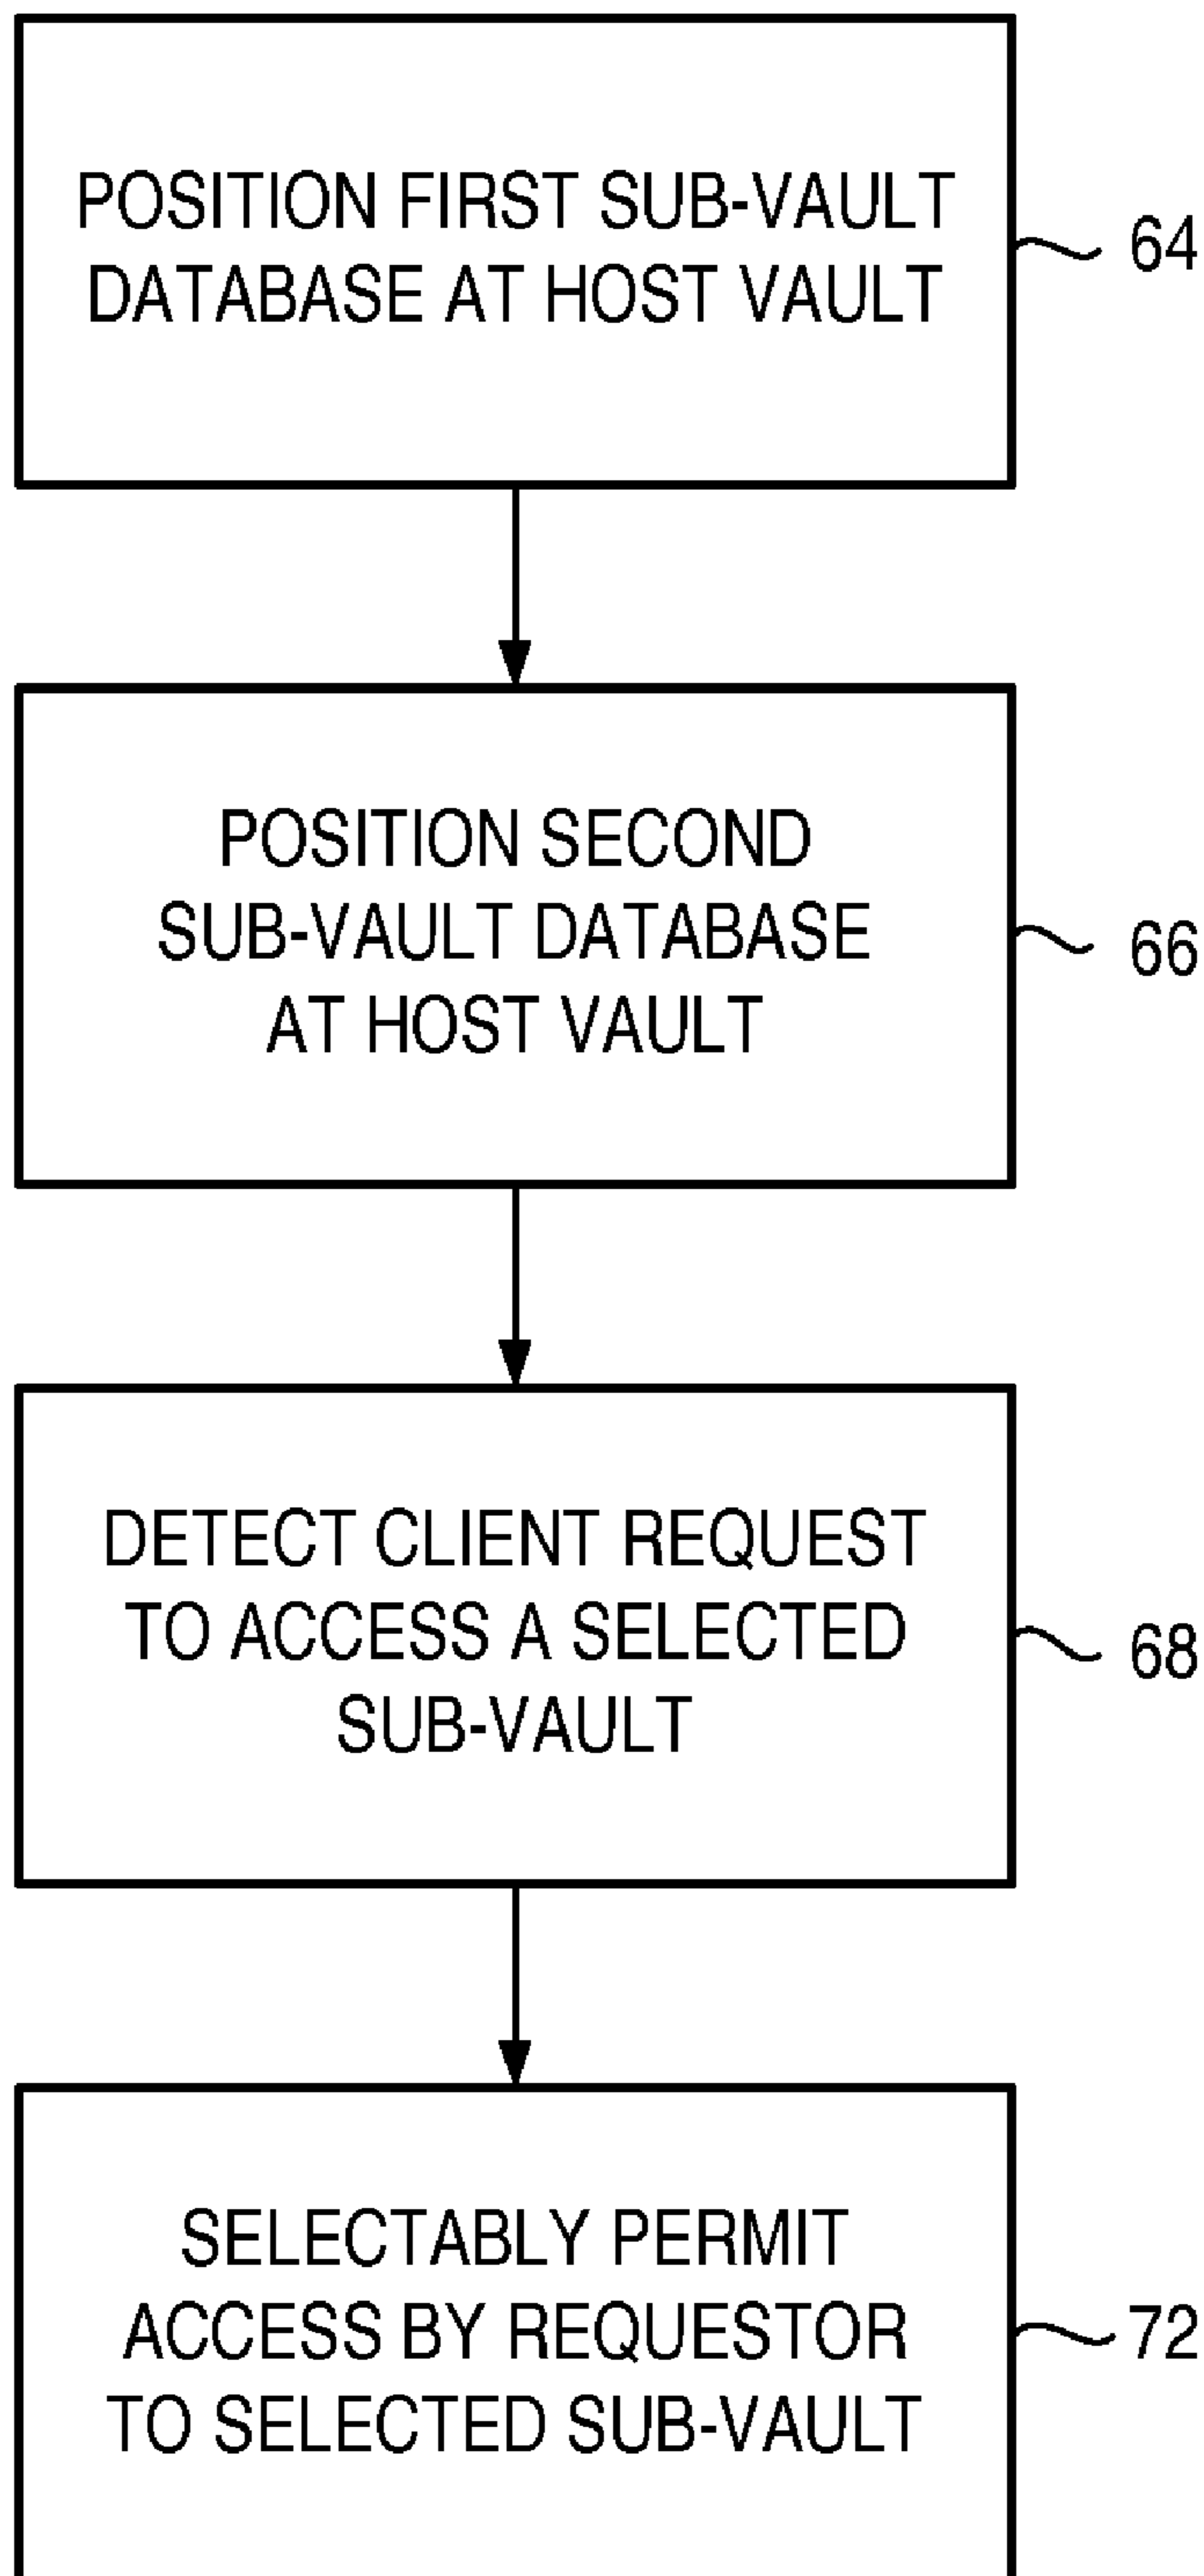 POSITION FIRST SUB-VAULT
DATABASE AT HOST VAULT
64
POSITION SECOND
SUB-VAULT DATABASE
AT HOST VAULT
66
DETECT CLIENT REQUEST
TO ACCESS A SELECTED
SUB-VAULT
68
SELECTABLY PERMIT
ACCESS BY REQUESTOR
TO SELECTED SUB-VAULT
72